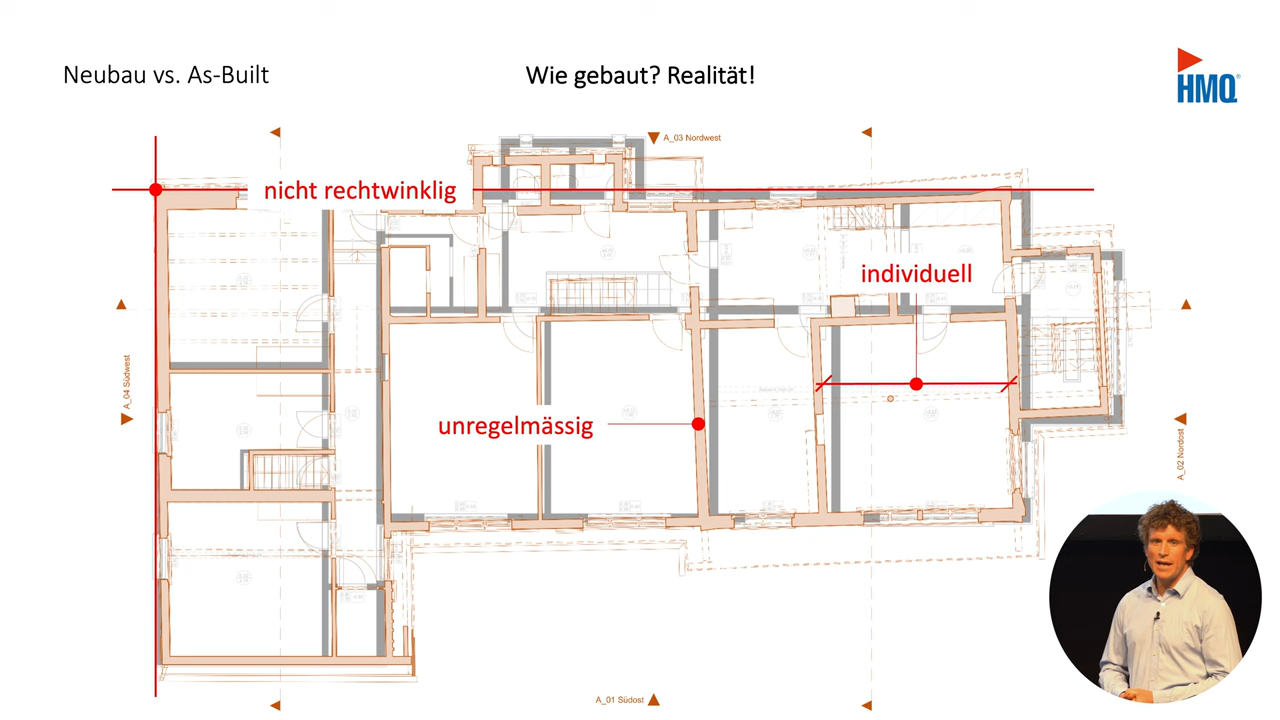 Neubau vs. As-Built
Wie gebaut? Realität!
HMQ®
A_03 Nordwest
nicht rechtwinklig
individuell
A_04 Südwest
unregelmässig
A_02 Nordost
A_01 Südost